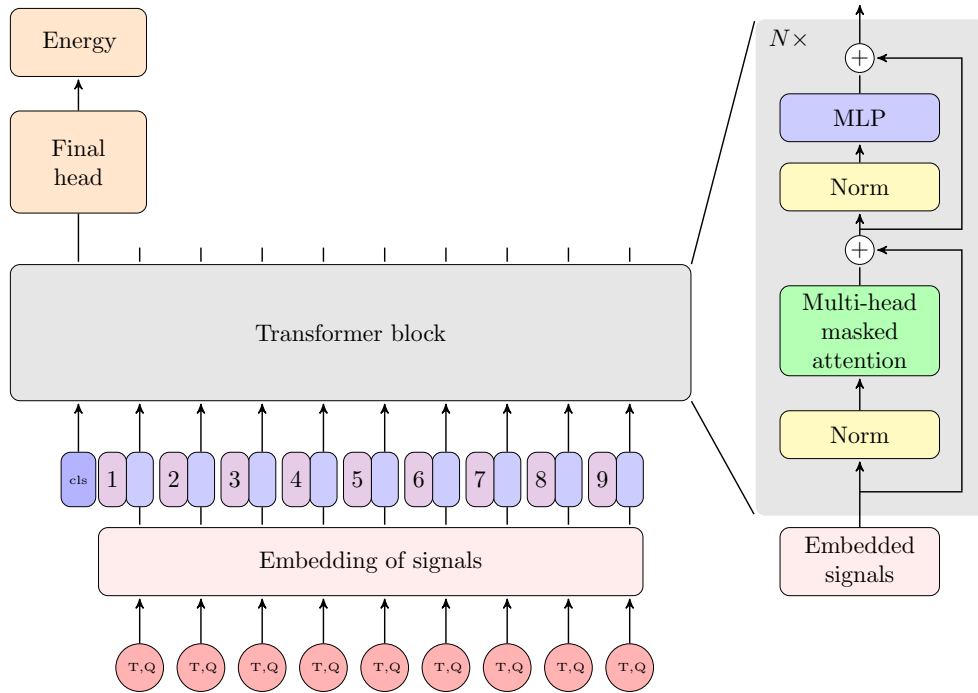 Energy
Final
head
Transformer block
cls 1 2 3 4 5 6 7 8 9
Embedding of signals
T,Q T,Q T,Q T,Q T,Q T,Q T,Q T,Q T,Q
N×
+
MLP
Norm
+
Multi-head
masked
attention
Norm
Embedded
signals